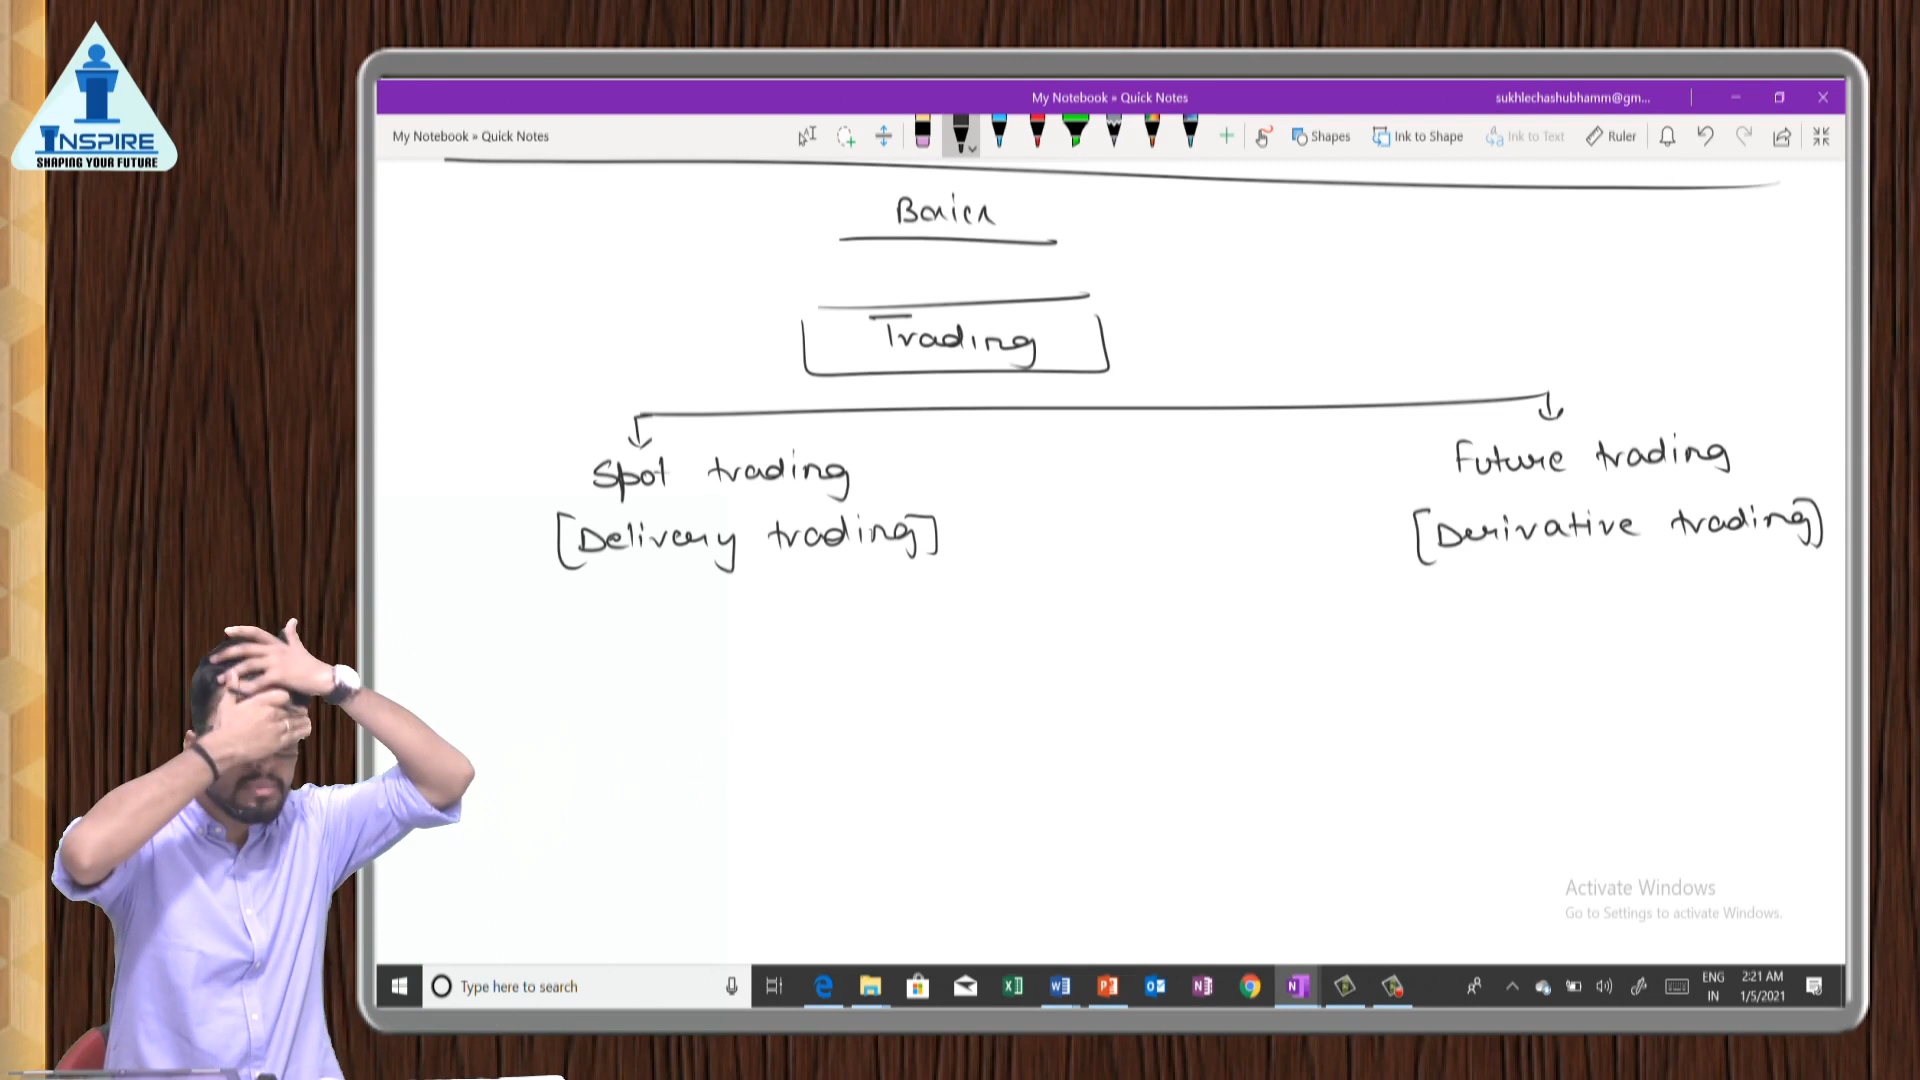 INSPIRE
SHAPING YOUR FUTURE
My Notebook » Quick Notes
sukhlechashubhamm@gm...
My Notebook » Quick Notes
Shapes
Ink to Shape
Ink to Text
Ruler
Basics
Trading
Spot trading
Future trading
[Delivery trading]
[Derivative trading]
Activate Windows
Go to Settings to activate Windows.
Type here to search
ENG
IN
2:21 AM
1/5/2021